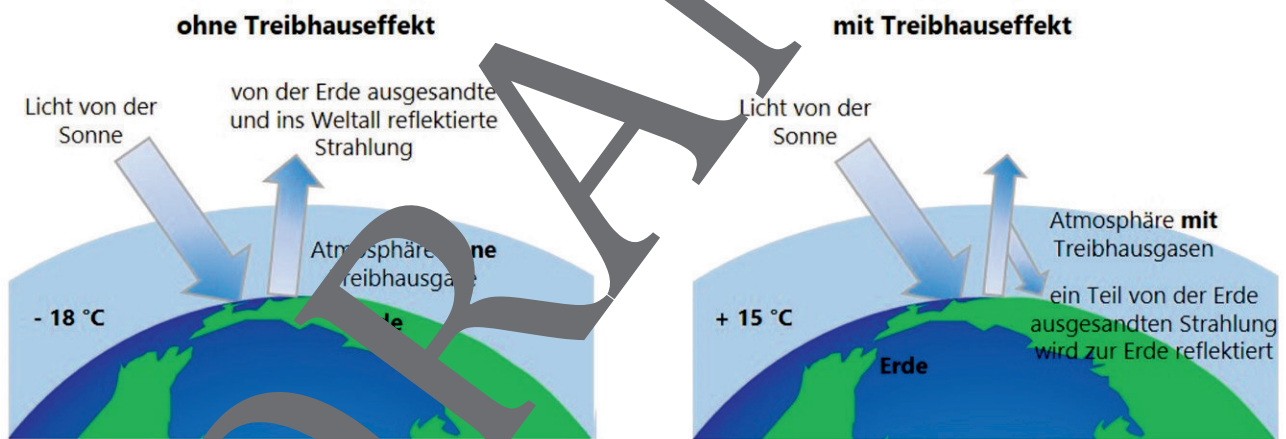 ohne Treibhauseffekt
Licht von der
Sonne
von der Erde ausgesandte
und ins Weltall reflektierte
Strahlung
Atmosphäre
- 18 °C
mit Treibhauseffekt
Licht von der
Sonne
Atmosphäre mit
Treibhausgasen
ein Teil von der Erde
ausgesandten Strahlung
wird zur Erde reflektiert
+ 15 °C
Erde